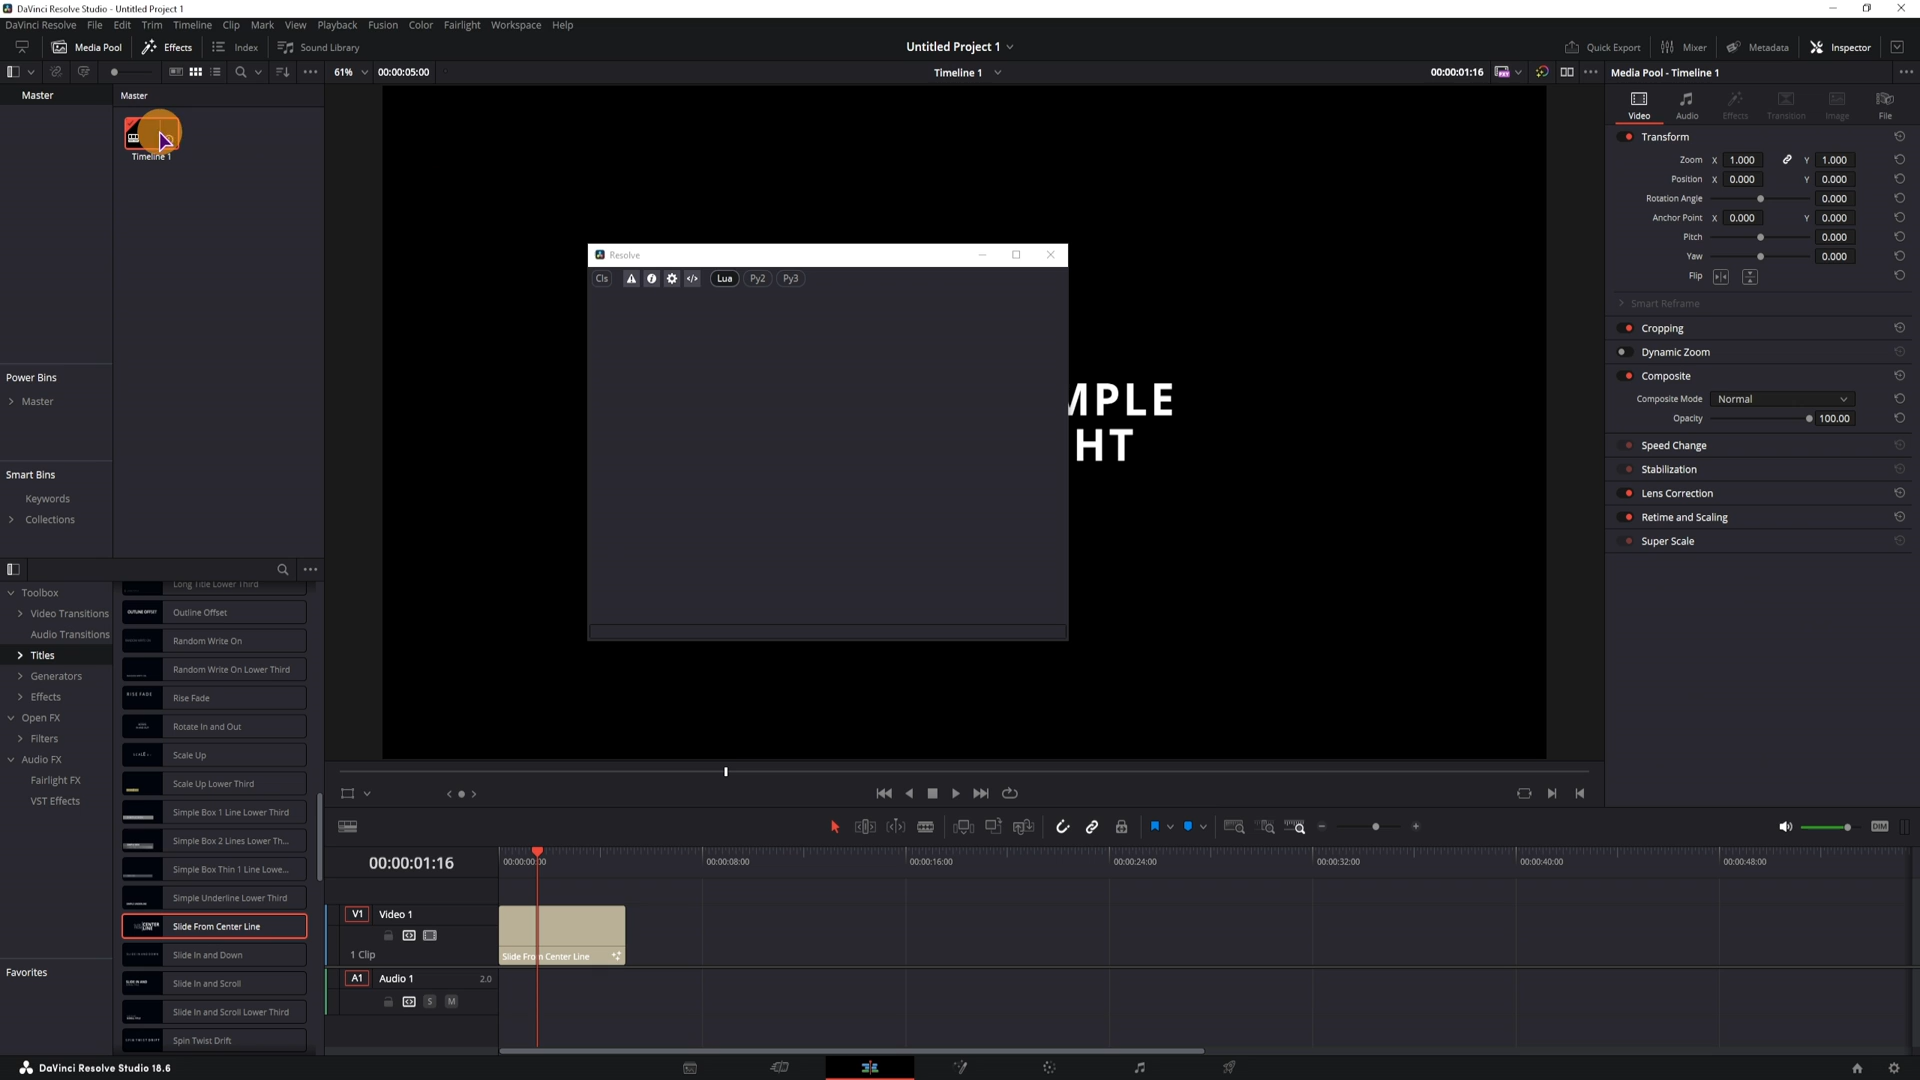 DaVinci Resolve Studio - Untitled Project 1
DaVinci Resolve File Edit Trim Timeline Clip Mark View Playback Fusion Color Fairlight Workspace Help
Media Pool Effects Index Sound Library Untitled Project 1 Quick Export Mixer Metadata Inspector
61% 00:00:05:00 Timeline 1 00:00:01:16 Media Pool - Timeline 1
Master Master
Timeline 1
Power Bins
Master
Smart Bins
Keywords
Collections
Resolve
Cls Lua Py2 Py3
MPLE
HT
Video Audio Effects Transition Image File
Transform
Zoom X 1.000 Y 1.000
Position X 0.000 Y 0.000
Rotation Angle 0.000
Anchor Point X 0.000 Y 0.000
Pitch 0.000
Yaw 0.000
Flip
Smart Reframe
Cropping
Dynamic Zoom
Composite
Composite Mode Normal
Opacity 100.00
Speed Change
Stabilization
Lens Correction
Retime and Scaling
Super Scale
Toolbox
Video Transitions
Audio Transitions
Titles
Generators
Effects
Open FX
Filters
Audio FX
Fairlight FX
VST Effects
Favorites
Long Title Lower Third
Outline Offset
Random Write On
Random Write On Lower Third
Rise Fade
Rotate In and Out
Scale Up
Scale Up Lower Third
Simple Box 1 Line Lower Third
Simple Box 2 Lines Lower Th...
Simple Box Thin 1 Line Lowe...
Simple Underline Lower Third
Slide From Center Line
Slide In and Down
Slide In and Scroll
Slide In and Scroll Lower Third
Spin Twist Drift
DIM
00:00:01:16 00:00:00:00 00:00:08:00 00:00:16:00 00:00:24:00 00:00:32:00 00:00:40:00 00:00:48:00
V1 Video 1
1 Clip
Slide From Center Line
A1 Audio 1 2.0
S M
DaVinci Resolve Studio 18.6